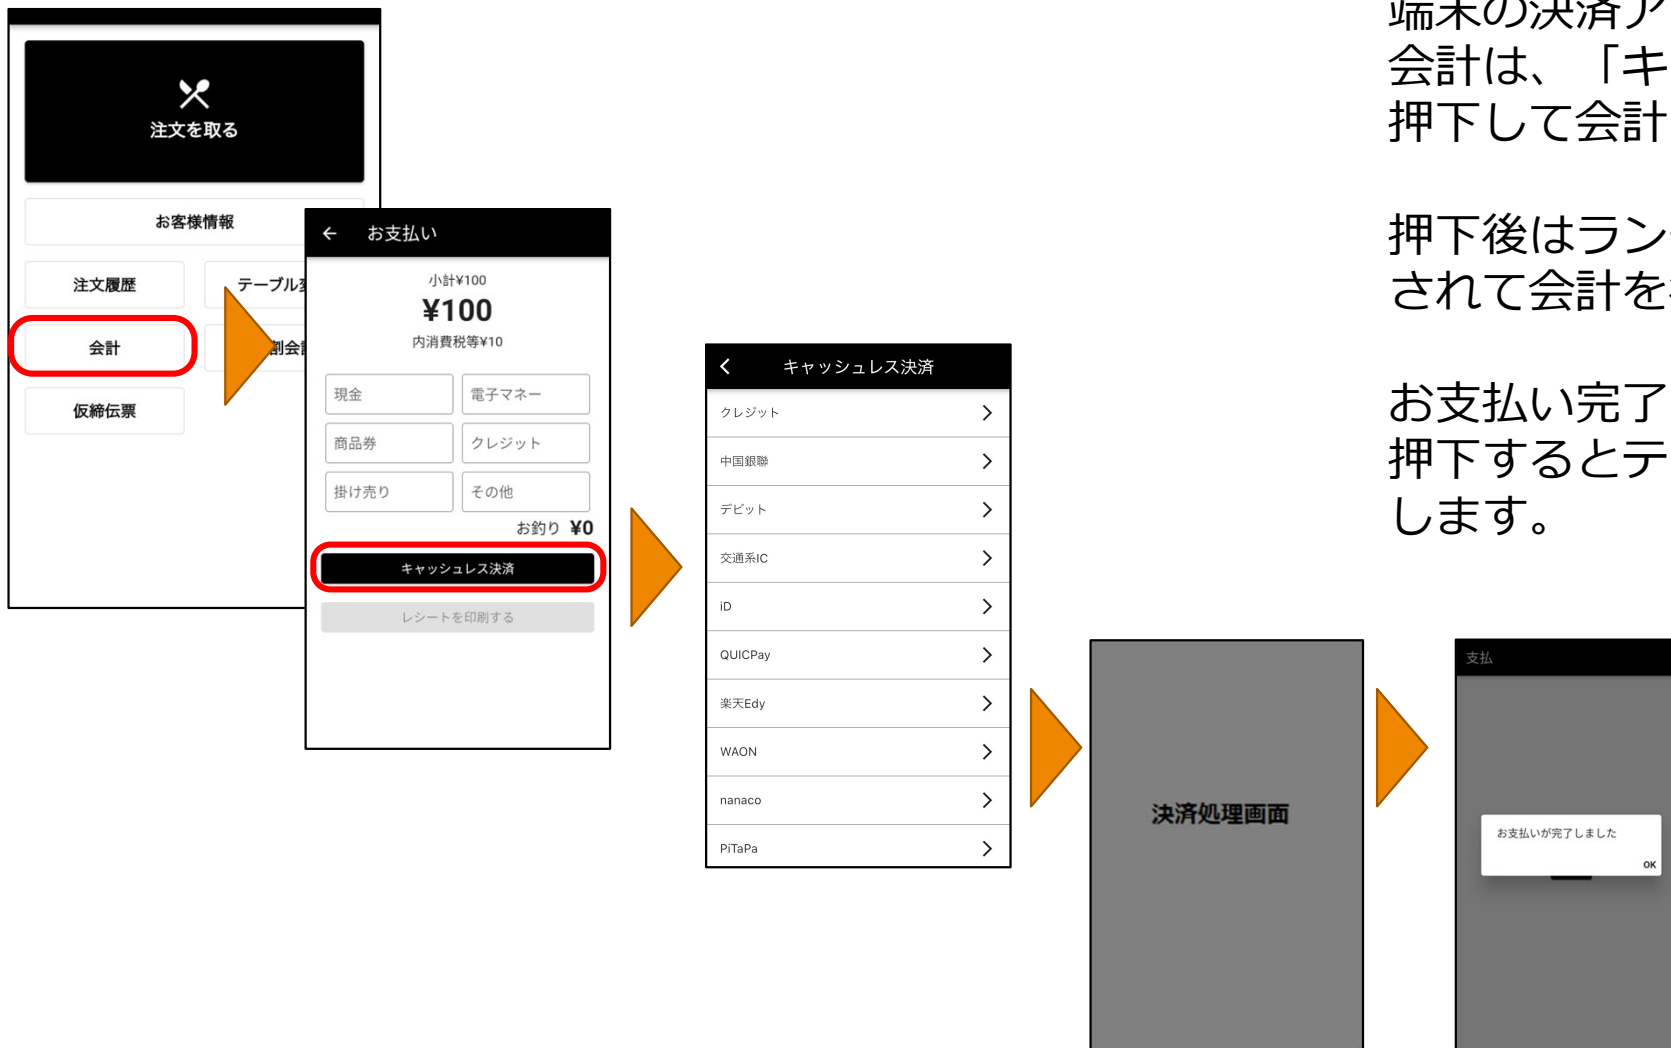 注文を取る
お客様情報
注文履歴
テーブル
会計
割会
仮締伝票
お支払い
小計¥100
¥100
内消費税等¥10
現金
電子マネー
商品券
クレジット
掛け売り
その他
お釣り ¥0
キャッシュレス決済
レシートを印刷する
キャッシュレス決済
クレジット
中国銀聯
デビット
交通系IC
iD
QUICPay
楽天Edy
WAON
nanaco
PiTaPa
決済処理画面
支払
お支払いが完了しました
OK
端末の決済ア
会計は、「キ
押下して会計
押下後はラン
されて会計を
お支払い完了
押下するとテ
します。